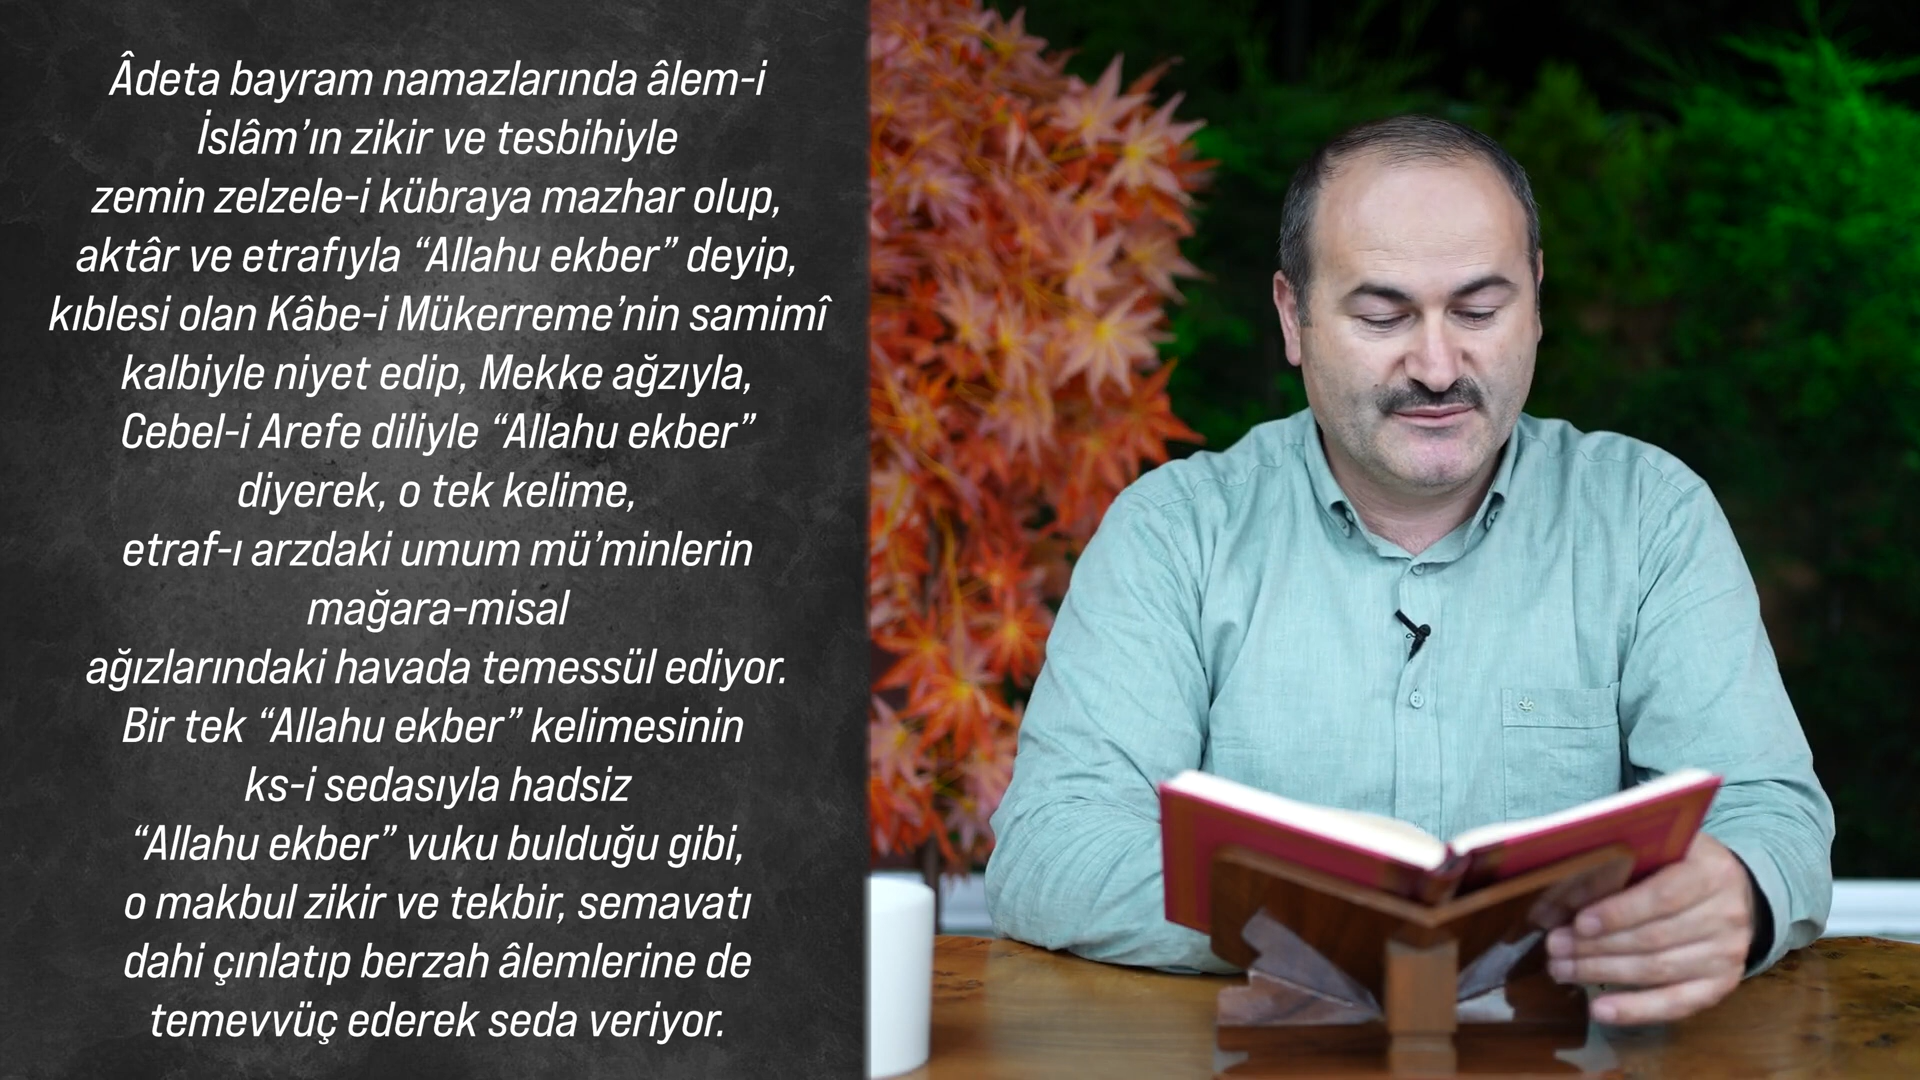 Âdeta bayram namazlarında âlem-i
İslâm’ın zikir ve tesbihiyle
zemin zelzele-i kübraya mazhar olup,
aktâr ve etrafıyla “Allahu ekber” deyip,
kıblesi olan Kâbe-i Mükerreme’nin samimî
kalbiyle niyet edip, Mekke ağzıyla,
Cebel-i Arefe diliyle “Allahu ekber”
diyerek, o tek kelime,
etraf-ı arzdaki umum mü’minlerin
mağara-misal
ağızlarındaki havada temessül ediyor.
Bir tek “Allahu ekber” kelimesinin
ks-i sedasıyla hadsiz
“Allahu ekber” vuku bulduğu gibi,
o makbul zikir ve tekbir, semavatı
dahi çınlatıp berzah âlemlerine de
temevvüç ederek seda veriyor.